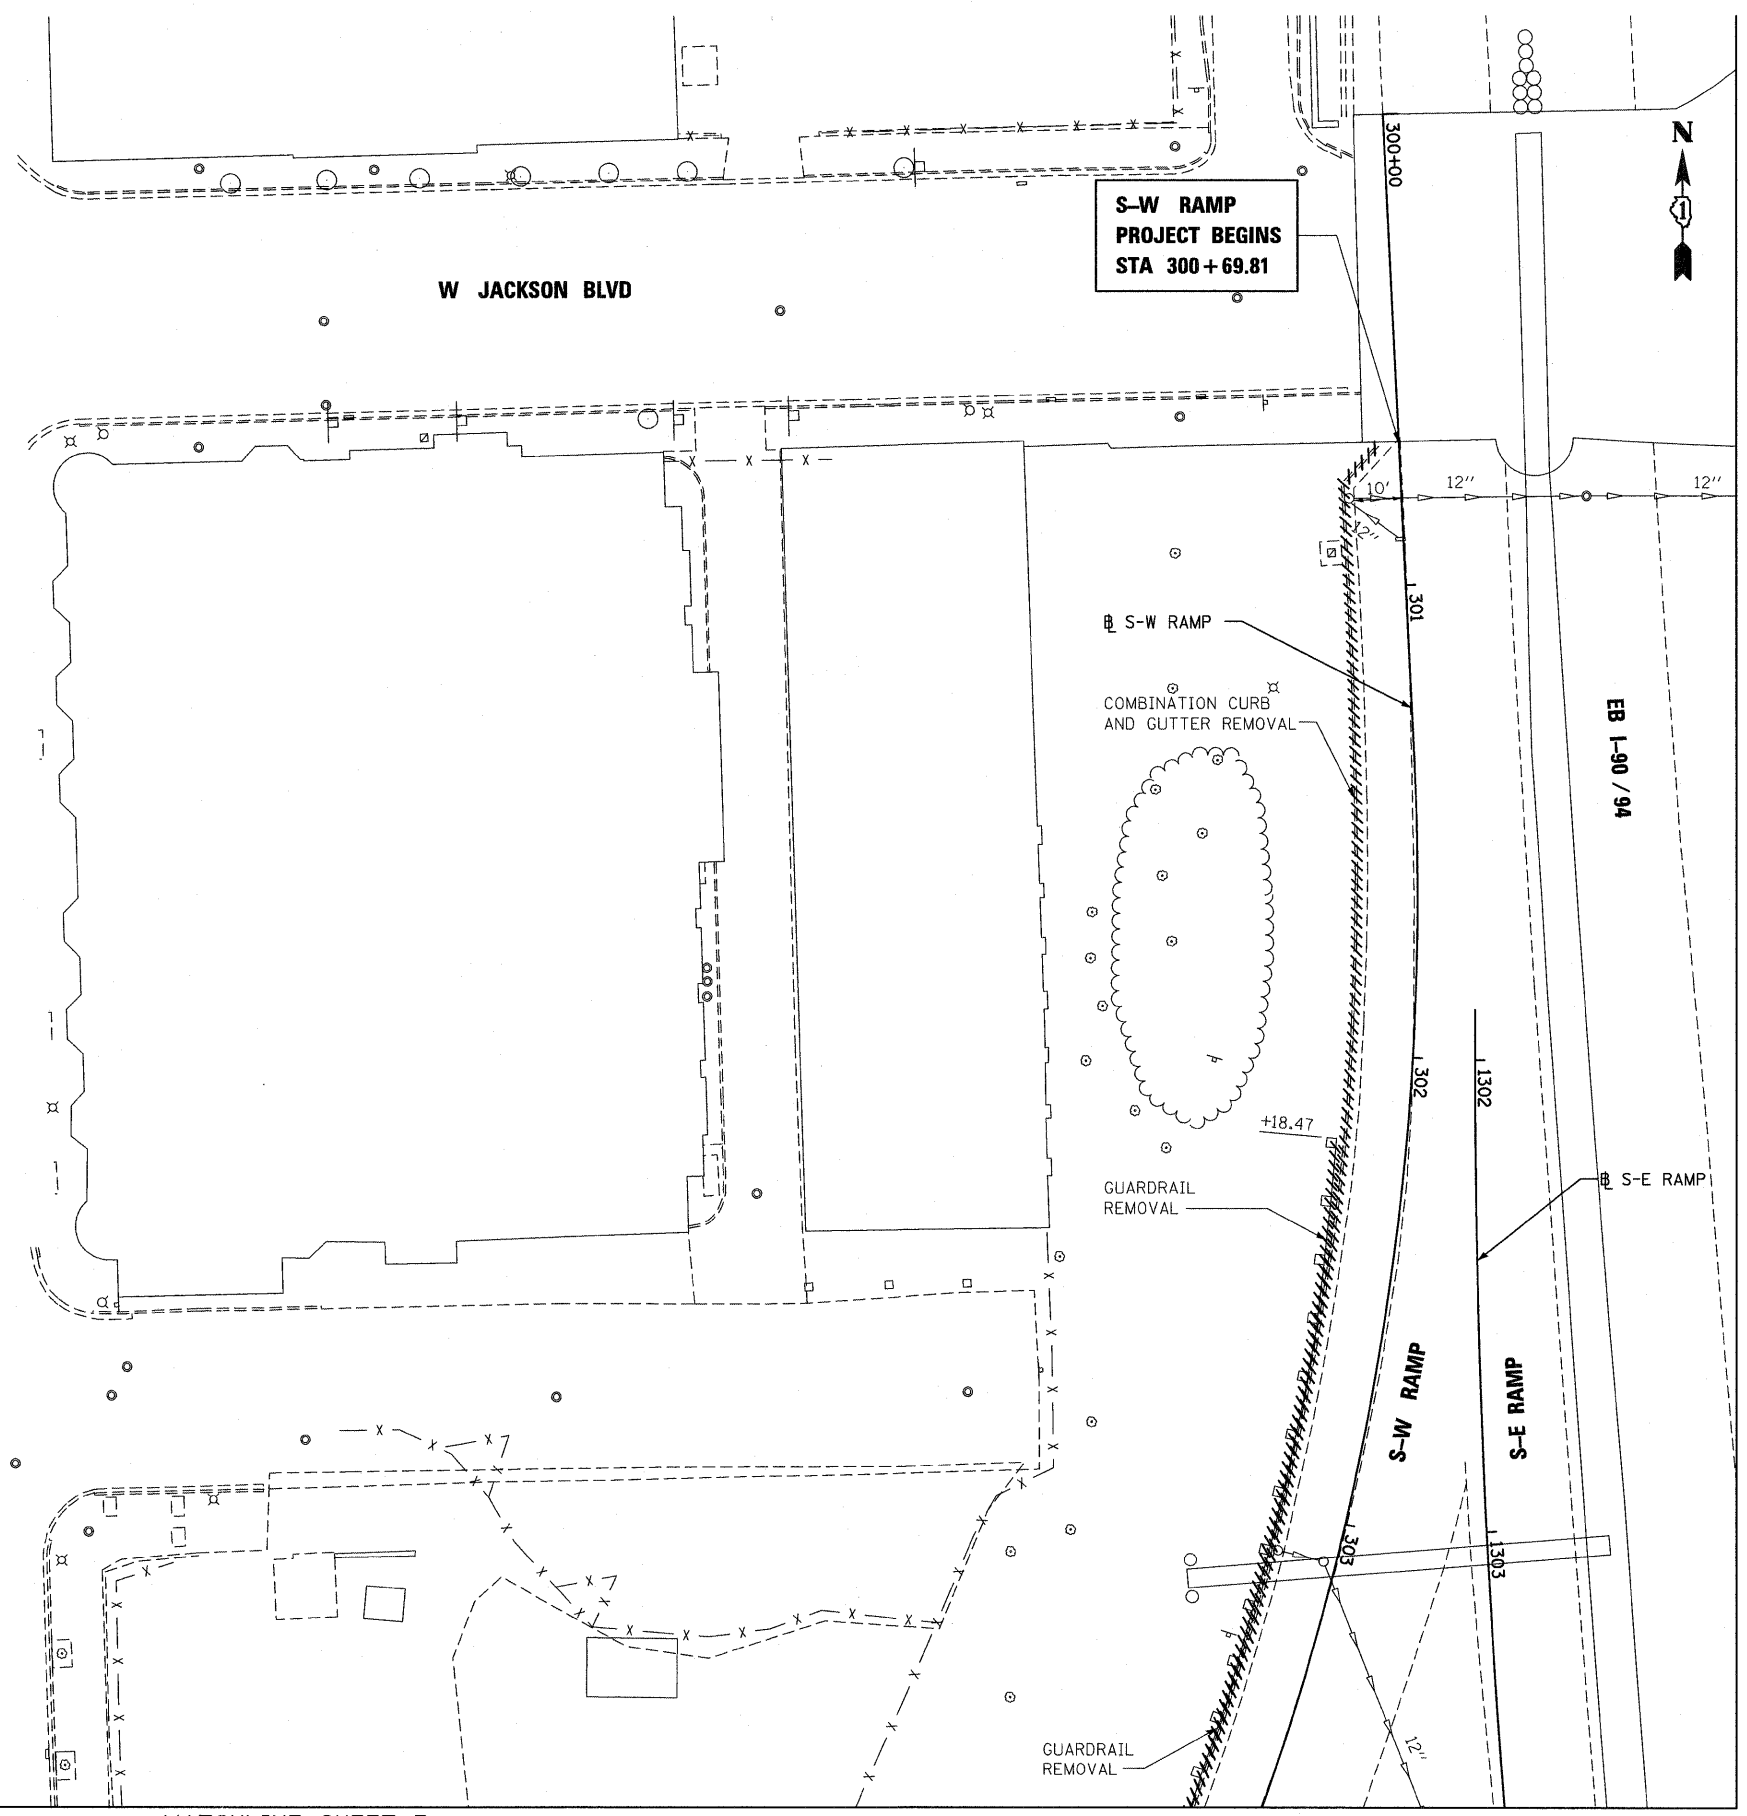 300+00
N
1
S-W RAMP
PROJECT BEGINS
STA 300+69.81
W JACKSON BLVD
10'
12"
12"
12"
301
℄ S-W RAMP
COMBINATION CURB
AND GUTTER REMOVAL
EB I-90/94
302
1302
+18.47
GUARDRAIL
REMOVAL
℄ S-E RAMP
S-W RAMP
S-E RAMP
303
1303
GUARDRAIL
REMOVAL
12"